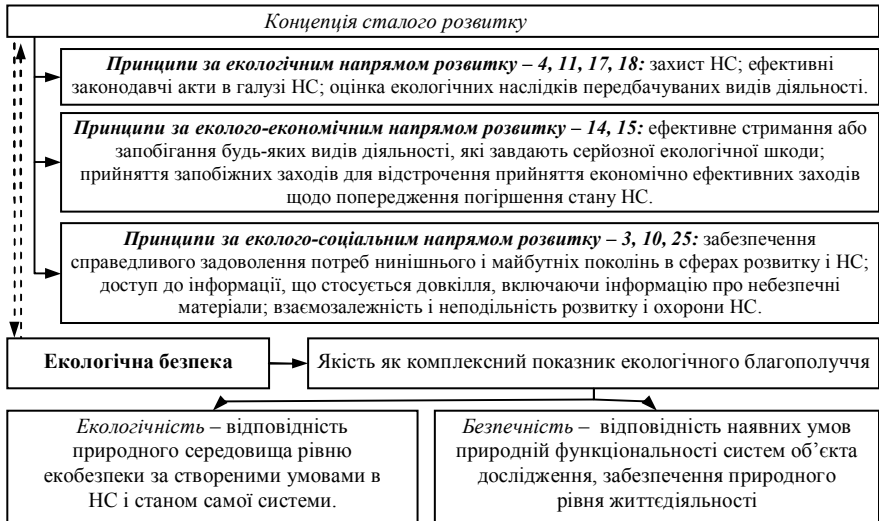 Концепція сталого розвитку
Принципи за екологічним напрямом розвитку – 4, 11, 17, 18: захист НС; ефективні
законодавчі акти в галузі НС; оцінка екологічних наслідків передбачуваних видів діяльності.
Принципи за еколого-економічним напрямом розвитку – 14, 15: ефективне стримання або
запобігання будь-яких видів діяльності, які завдають серйозної екологічної шкоди;
прийняття запобіжних заходів для відстрочення прийняття економічно ефективних заходів
щодо попередження погіршення стану НС.
Принципи за еколого-соціальним напрямом розвитку – 3, 10, 25: забезпечення
справедливого задоволення потреб нинішнього і майбутніх поколінь в сферах розвитку і НС;
доступ до інформації, що стосується довкілля, включаючи інформацію про небезпечні
матеріали; взаємозалежність і неподільність розвитку і охорони НС.
Екологічна безпека
Якість як комплексний показник екологічного благополуччя
Екологічність – відповідність
природного середовища рівню
екобезпеки за створеними умовами в
НС і станом самої системи.
Безпечність – відповідність наявних умов
природній функціональності систем об’єкта
дослідження, забезпечення природного
рівня життєдіяльності